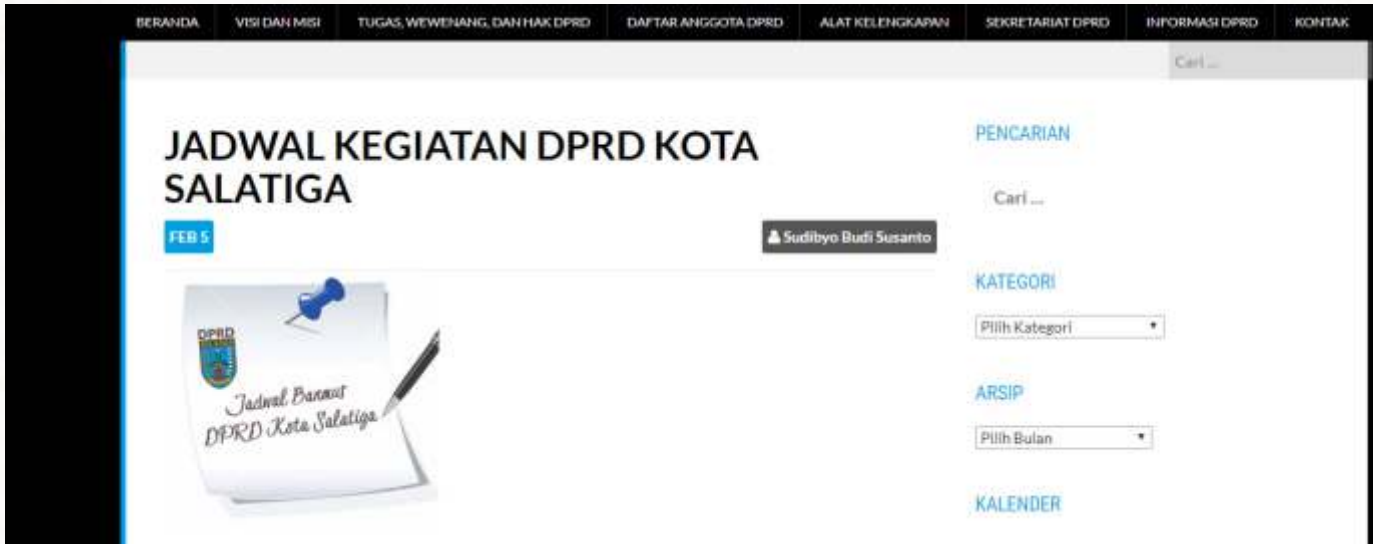 BERANDA VISI DAN MISI TUGAS, WEWENANG, DAN HAK DPRD DAFTAR ANGGOTA DPRD ALAT KELENGKAPAN SEKRETARIAT DPRD INFORMASI DPRD KONTAK
Cari ...
JADWAL KEGIATAN DPRD KOTA
SALATIGA
FEB 5
Sudibyo Budi Susanto
DPRD
Jadwal Banmus
DPRD Kota Salatiga
PENCARIAN
Cari ...
KATEGORI
Pilih Kategori
ARSIP
Pilih Bulan
KALENDER